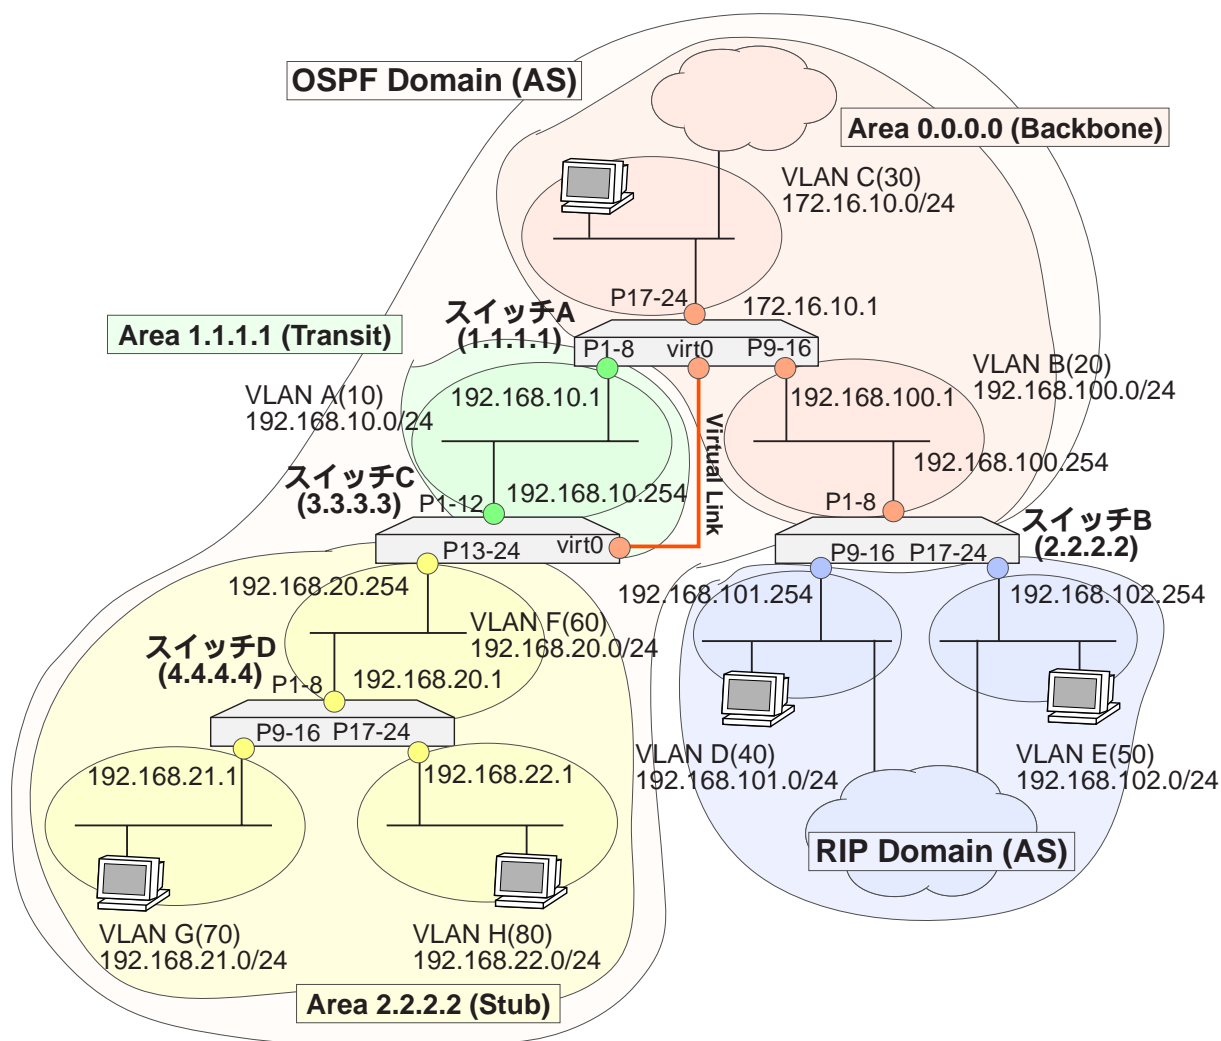 OSPF Domain (AS)
Area 0.0.0.0 (Backbone)
VLAN C(30)
172.16.10.0/24
P17-24
172.16.10.1
スイッチA
(1.1.1.1)
Area 1.1.1.1 (Transit)
P1-8
virt0
P9-16
VLAN A(10)
192.168.10.0/24
192.168.10.1
192.168.100.1
VLAN B(20)
192.168.100.0/24
Virtual Link
192.168.100.254
スイッチC
(3.3.3.3)
P1-12
192.168.10.254
P1-8
スイッチB
(2.2.2.2)
P13-24
virt0
P9-16
P17-24
192.168.20.254
192.168.101.254
192.168.102.254
VLAN F(60)
192.168.20.0/24
スイッチD
(4.4.4.4)
P1-8
192.168.20.1
P9-16
P17-24
192.168.21.1
192.168.22.1
VLAN D(40)
192.168.101.0/24
VLAN E(50)
192.168.102.0/24
RIP Domain (AS)
VLAN G(70)
192.168.21.0/24
VLAN H(80)
192.168.22.0/24
Area 2.2.2.2 (Stub)